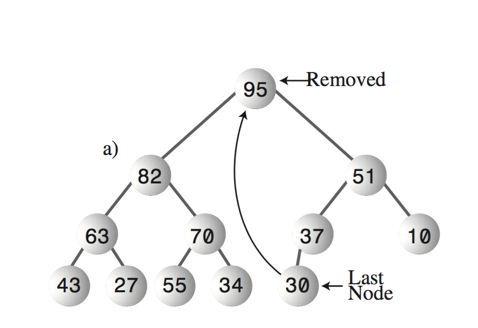 95 Removed
a)
82 51
63 70 37 10
43 27 55 34 30 Last
Node